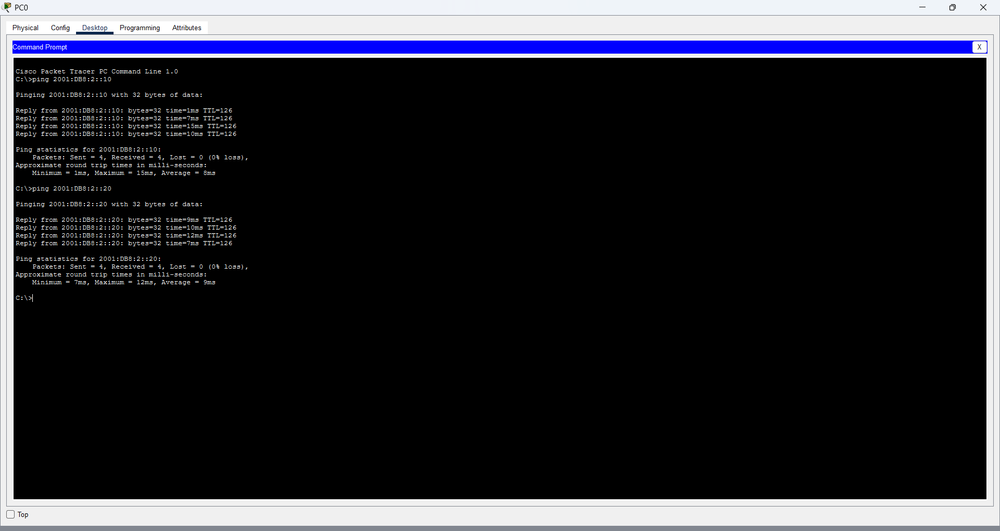 PC0
Physical Config Desktop Programming Attributes
Command Prompt X
Cisco Packet Tracer PC Command Line 1.0
C:\>ping 2001:DB8:2::10
Pinging 2001:DB8:2::10 with 32 bytes of data:
Reply from 2001:DB8:2::10: bytes=32 time=1ms TTL=126
Reply from 2001:DB8:2::10: bytes=32 time=7ms TTL=126
Reply from 2001:DB8:2::10: bytes=32 time=15ms TTL=126
Reply from 2001:DB8:2::10: bytes=32 time=10ms TTL=126
Ping statistics for 2001:DB8:2::10:
    Packets: Sent = 4, Received = 4, Lost = 0 (0% loss),
Approximate round trip times in milli-seconds:
    Minimum = 1ms, Maximum = 15ms, Average = 8ms
C:\>ping 2001:DB8:2::20
Pinging 2001:DB8:2::20 with 32 bytes of data:
Reply from 2001:DB8:2::20: bytes=32 time=9ms TTL=126
Reply from 2001:DB8:2::20: bytes=32 time=10ms TTL=126
Reply from 2001:DB8:2::20: bytes=32 time=12ms TTL=126
Reply from 2001:DB8:2::20: bytes=32 time=7ms TTL=126
Ping statistics for 2001:DB8:2::20:
    Packets: Sent = 4, Received = 4, Lost = 0 (0% loss),
Approximate round trip times in milli-seconds:
    Minimum = 7ms, Maximum = 12ms, Average = 9ms
C:\>
Top